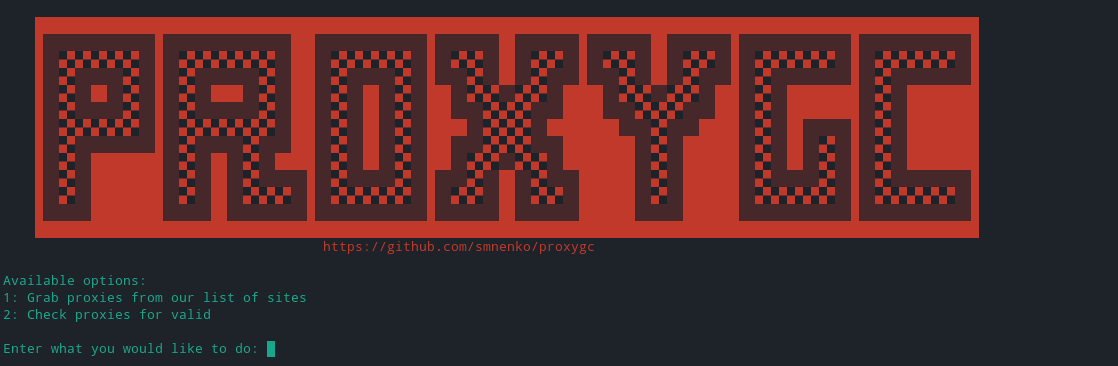 PROXYGC
https://github.com/smnenko/proxygc
Available options:
1: Grab proxies from our list of sites
2: Check proxies for valid
Enter what you would like to do: